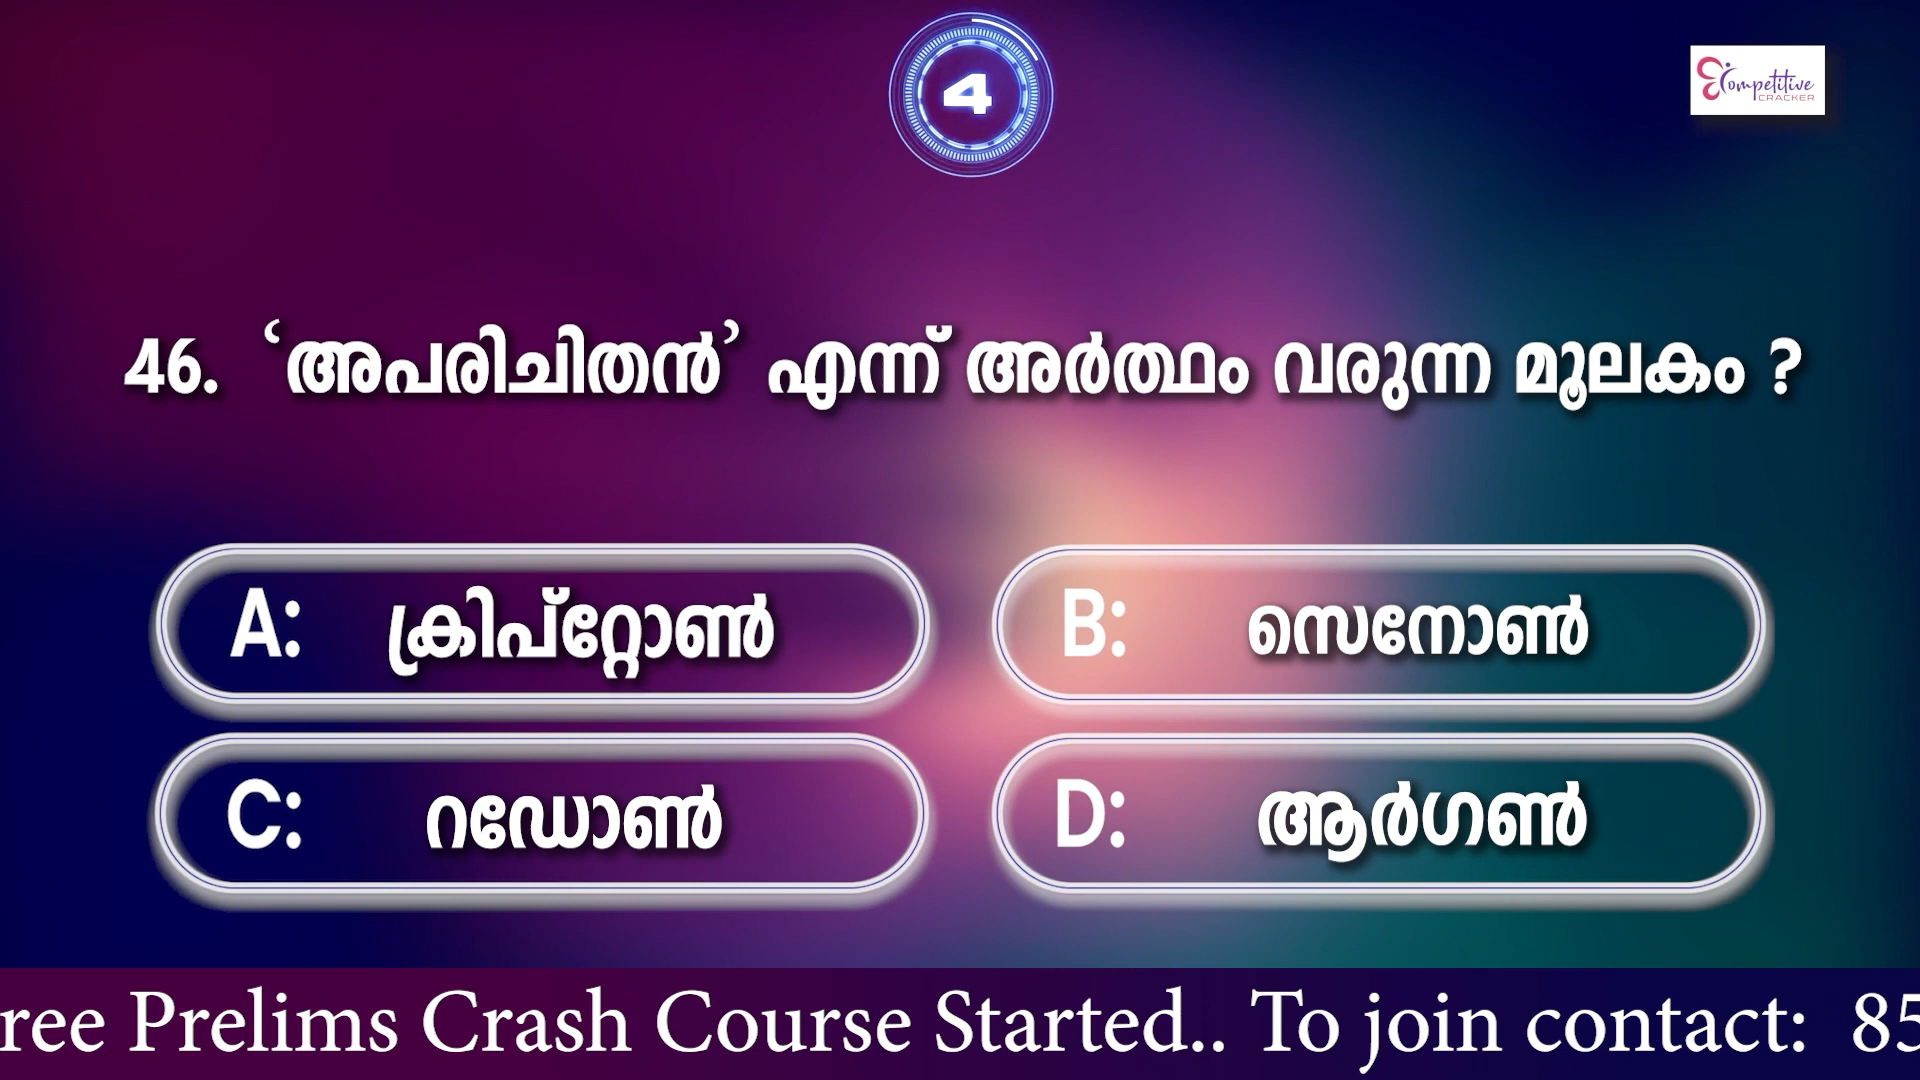 4
Competitive
CRACKER
46. ‘അപരിചിതൻ’ എന്ന് അർത്ഥം വരുന്ന മൂലകം ?
A: ക്രിപ്റ്റോൺ
B: സെനോൺ
C: റഡോൺ
D: ആർഗൺ
ree Prelims Crash Course Started.. To join contact: 85